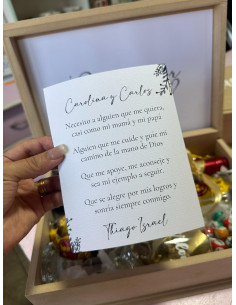 Carolina y Carlos
Necesito a alguien que me quiera,
casi como mi mamá y mi papá
Alguien que me cuide y guíe mi
camino de la mano de Dios
Que me apoye, me aconseje y
sea mi ejemplo a seguir.
Que se alegre por mis logros y
sonría siempre conmigo.
Thiago Israel